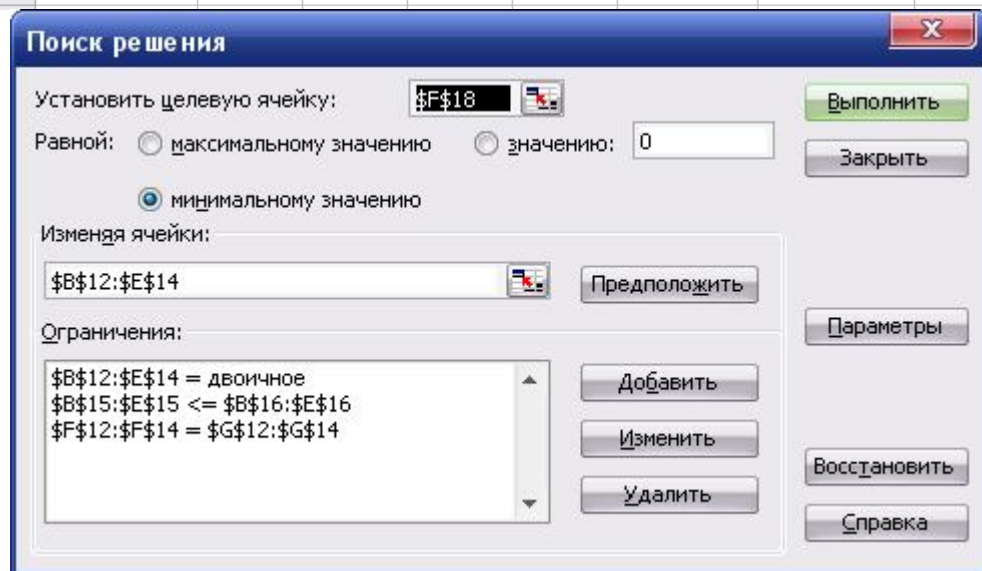 Поиск решения
Установить целевую ячейку: $F$18
Выполнить
Равной: максимальному значению значению: 0
Закрыть
минимальному значению
Изменяя ячейки:
$B$12:$E$14
Предположить
Ограничения:
Параметры
$B$12:$E$14 = двоичное
$B$15:$E$15 <= $B$16:$E$16
$F$12:$F$14 = $G$12:$G$14
Добавить
Изменить
Удалить
Восстановить
Справка